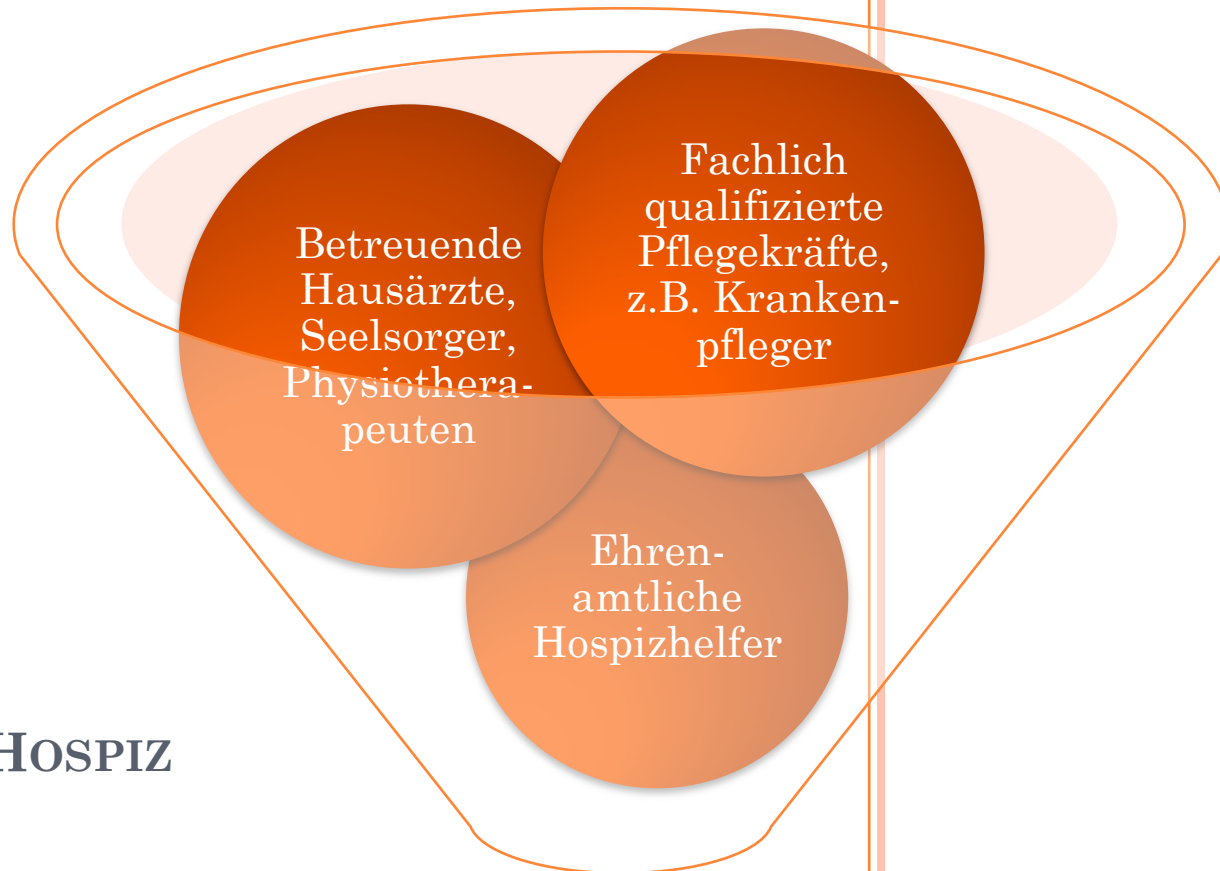 Fachlich
qualifizierte
Pflegekräfte,
z.B. Kranken-
pfleger
Betreuende
Hausärzte,
Seelsorger,
Physiothera-
peuten
Ehren-
amtliche
Hospizhelfer
HOSPIZ